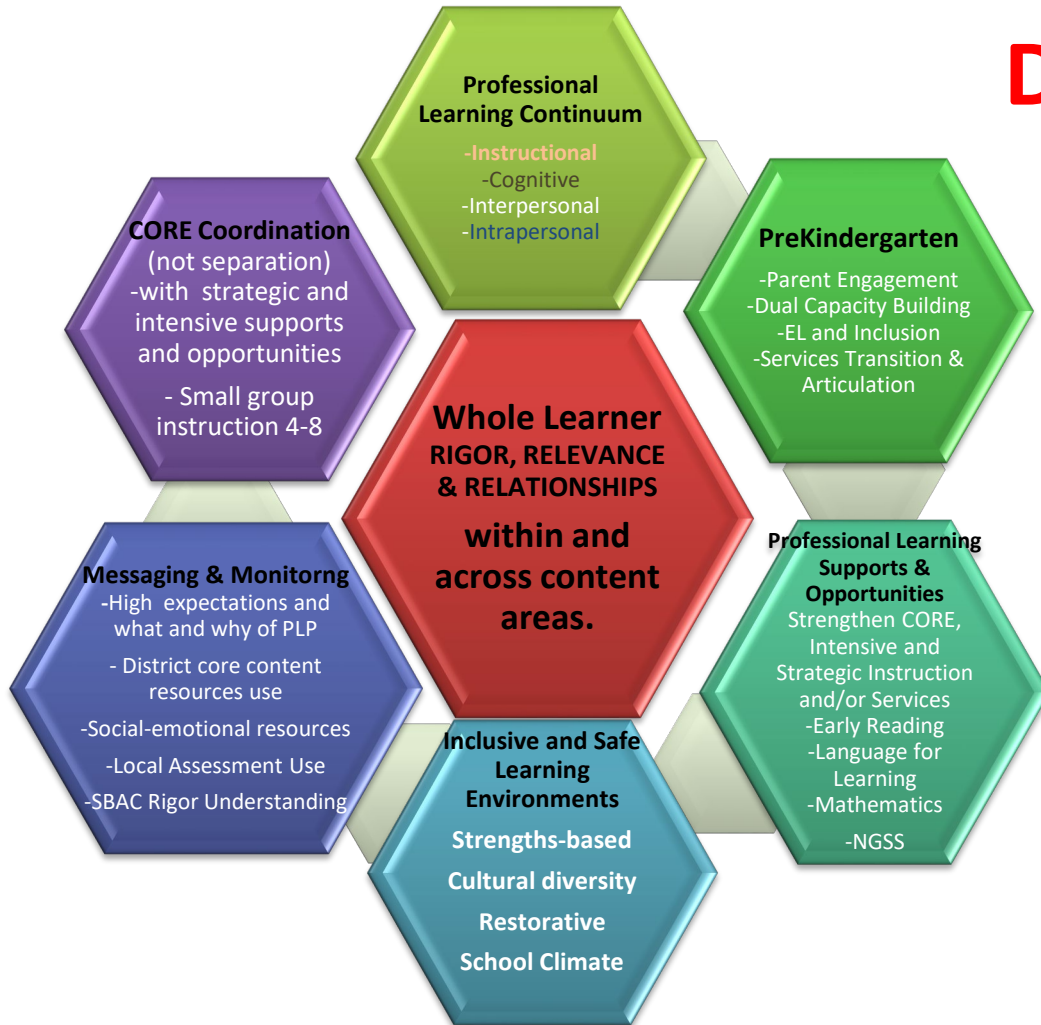 D
Professional
Learning Continuum
-Instructional
-Cognitive
-Interpersonal
-Intrapersonal
PreKindergarten
-Parent Engagement
-Dual Capacity Building
-EL and Inclusion
-Services Transition &
Articulation
Professional Learning
Supports &
Opportunities
Strengthen CORE,
Intensive and
Strategic Instruction
and/or Services
-Early Reading
-Language for
Learning
-Mathematics
-NGSS
Inclusive and Safe
Learning
Environments
Strengths-based
Cultural diversity
Restorative
School Climate
Messaging & Monitorng
-High  expectations and
what and why of PLP
- District core content
resources use
-Social-emotional resources
-Local Assessment Use
-SBAC Rigor Understanding
CORE Coordination
(not separation)
-with  strategic and
intensive supports
and opportunities
- Small group
instruction 4-8
Whole Learner
RIGOR, RELEVANCE
& RELATIONSHIPS
within and
across content
areas.